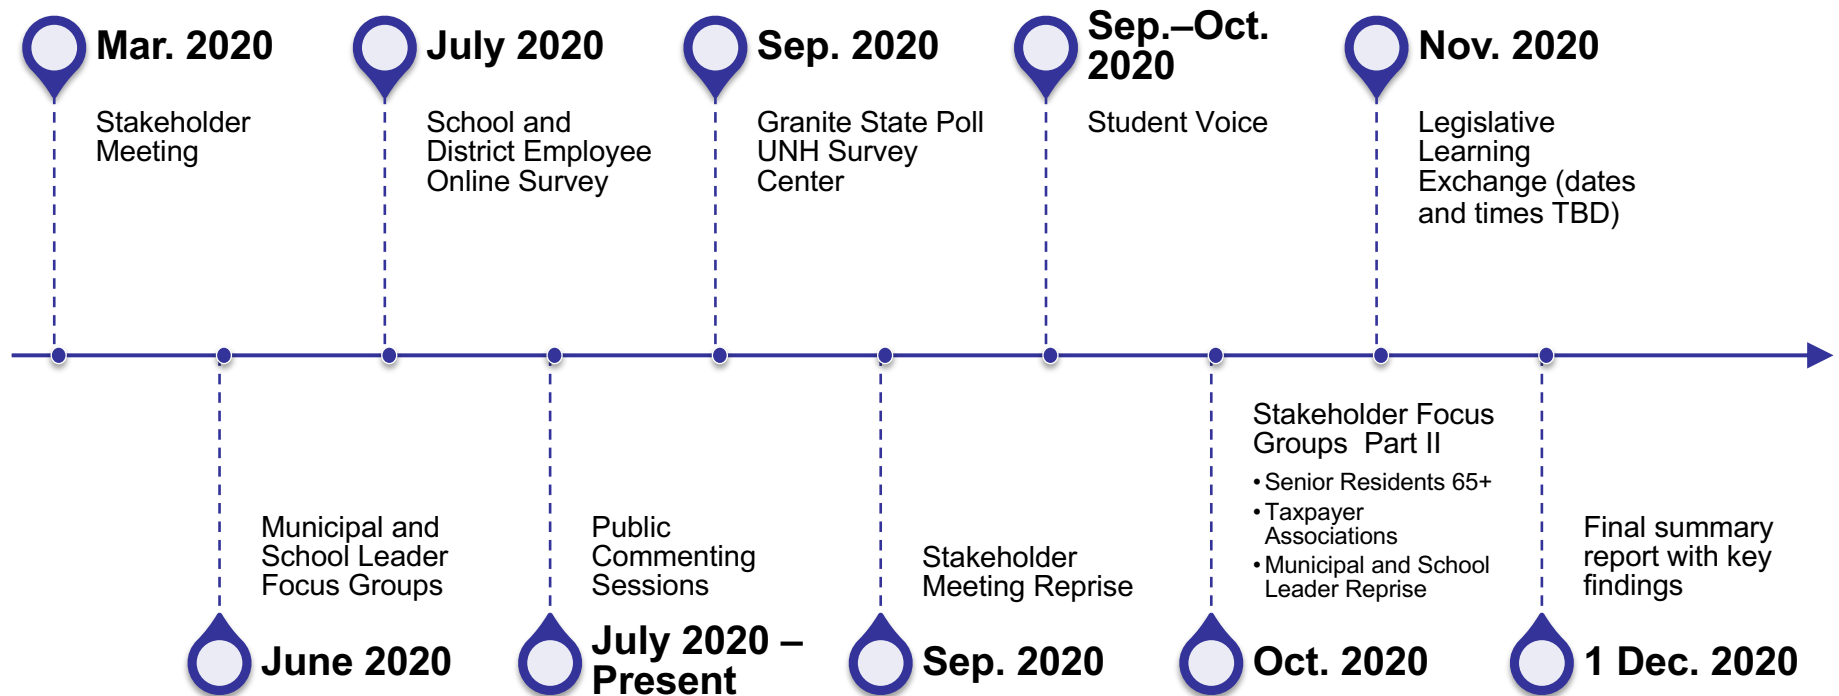 Mar. 2020
Stakeholder
Meeting
July 2020
School and
District Employee
Online Survey
Sep. 2020
Granite State Poll
UNH Survey
Center
Sep.–Oct.
2020
Student Voice
Nov. 2020
Legislative
Learning
Exchange (dates
and times TBD)
Municipal and
School Leader
Focus Groups
June 2020
Public
Commenting
Sessions
July 2020 –
Present
Stakeholder
Meeting Reprise
Sep. 2020
Stakeholder Focus
Groups  Part II
• Senior Residents 65+
• Taxpayer
Associations
• Municipal and School
Leader Reprise
Oct. 2020
Final summary
report with key
findings
1 Dec. 2020